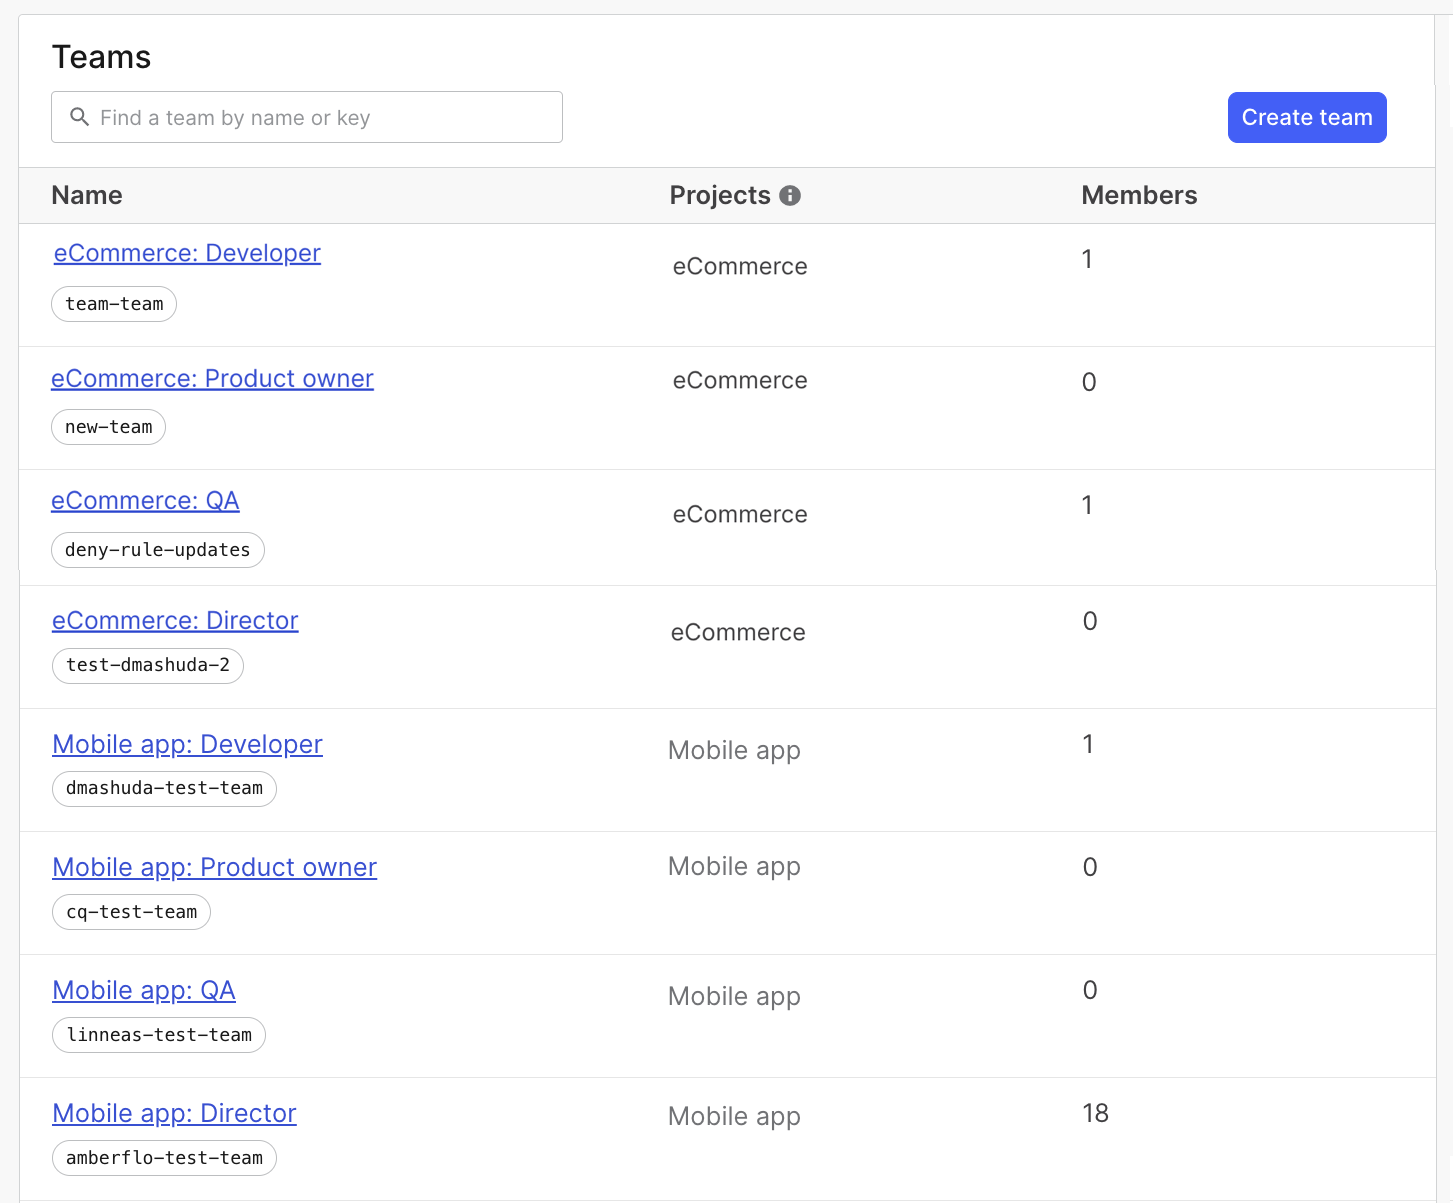 Teams
Find a team by name or key
Create team
Name Projects Members
eCommerce: Developer eCommerce 1
team-team
eCommerce: Product owner eCommerce 0
new-team
eCommerce: QA eCommerce 1
deny-rule-updates
eCommerce: Director eCommerce 0
test-dmashuda-2
Mobile app: Developer Mobile app 1
dmashuda-test-team
Mobile app: Product owner Mobile app 0
cq-test-team
Mobile app: QA Mobile app 0
linneas-test-team
Mobile app: Director Mobile app 18
amberflo-test-team